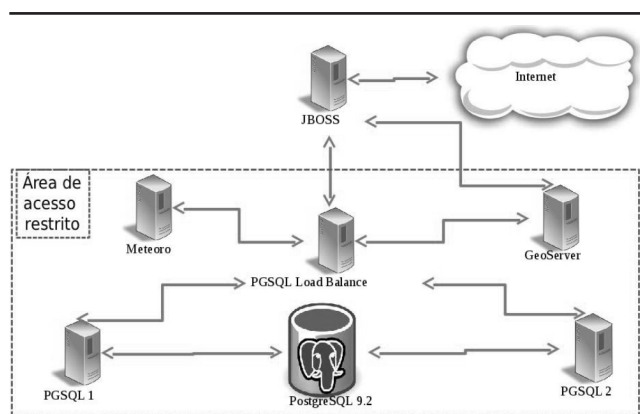 Internet
JBOSS
Área de
acesso
restrito
Meteoro
GeoServer
PGSQL Load Balance
PGSQL 1
PostgreSQL 9.2
PGSQL 2